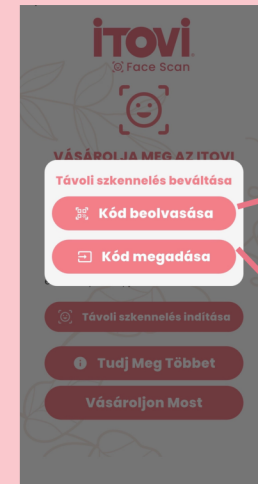 iTOVi
Face Scan
VÁSÁROLJA MEG AZ ITOVI
Távoli szkennelés beváltása
Kód beolvasása
Kód megadása
Távoli szkennelés indítása
Tudj Meg Többet
Vásároljon Most